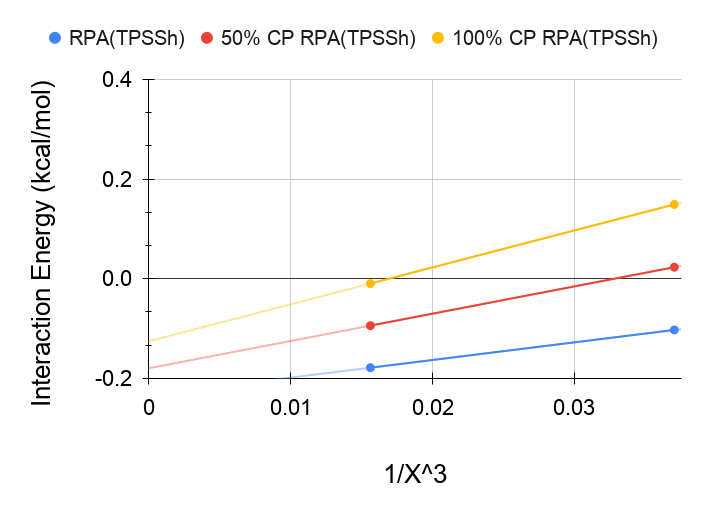 RPA(TPSSh) 50% CP RPA(TPSSh) 100% CP RPA(TPSSh)
Interaction Energy (kcal/mol)
0.4
0.2
0.0
-0.2
0 0.01 0.02 0.03
1/X^3